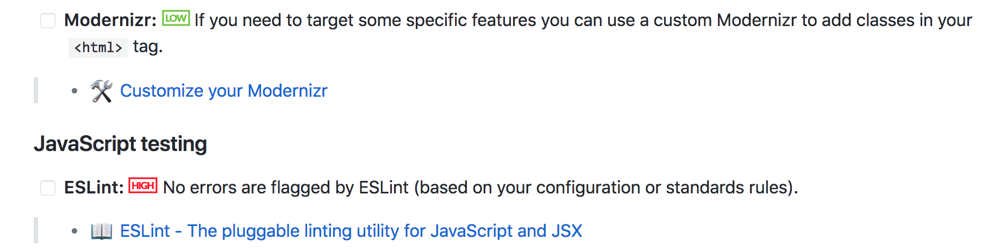 Modernizr: LOW If you need to target some specific features you can use a custom Modernizr to add classes in your
<html> tag.
Customize your Modernizr
JavaScript testing
ESLint: HIGH No errors are flagged by ESLint (based on your configuration or standards rules).
ESLint - The pluggable linting utility for JavaScript and JSX